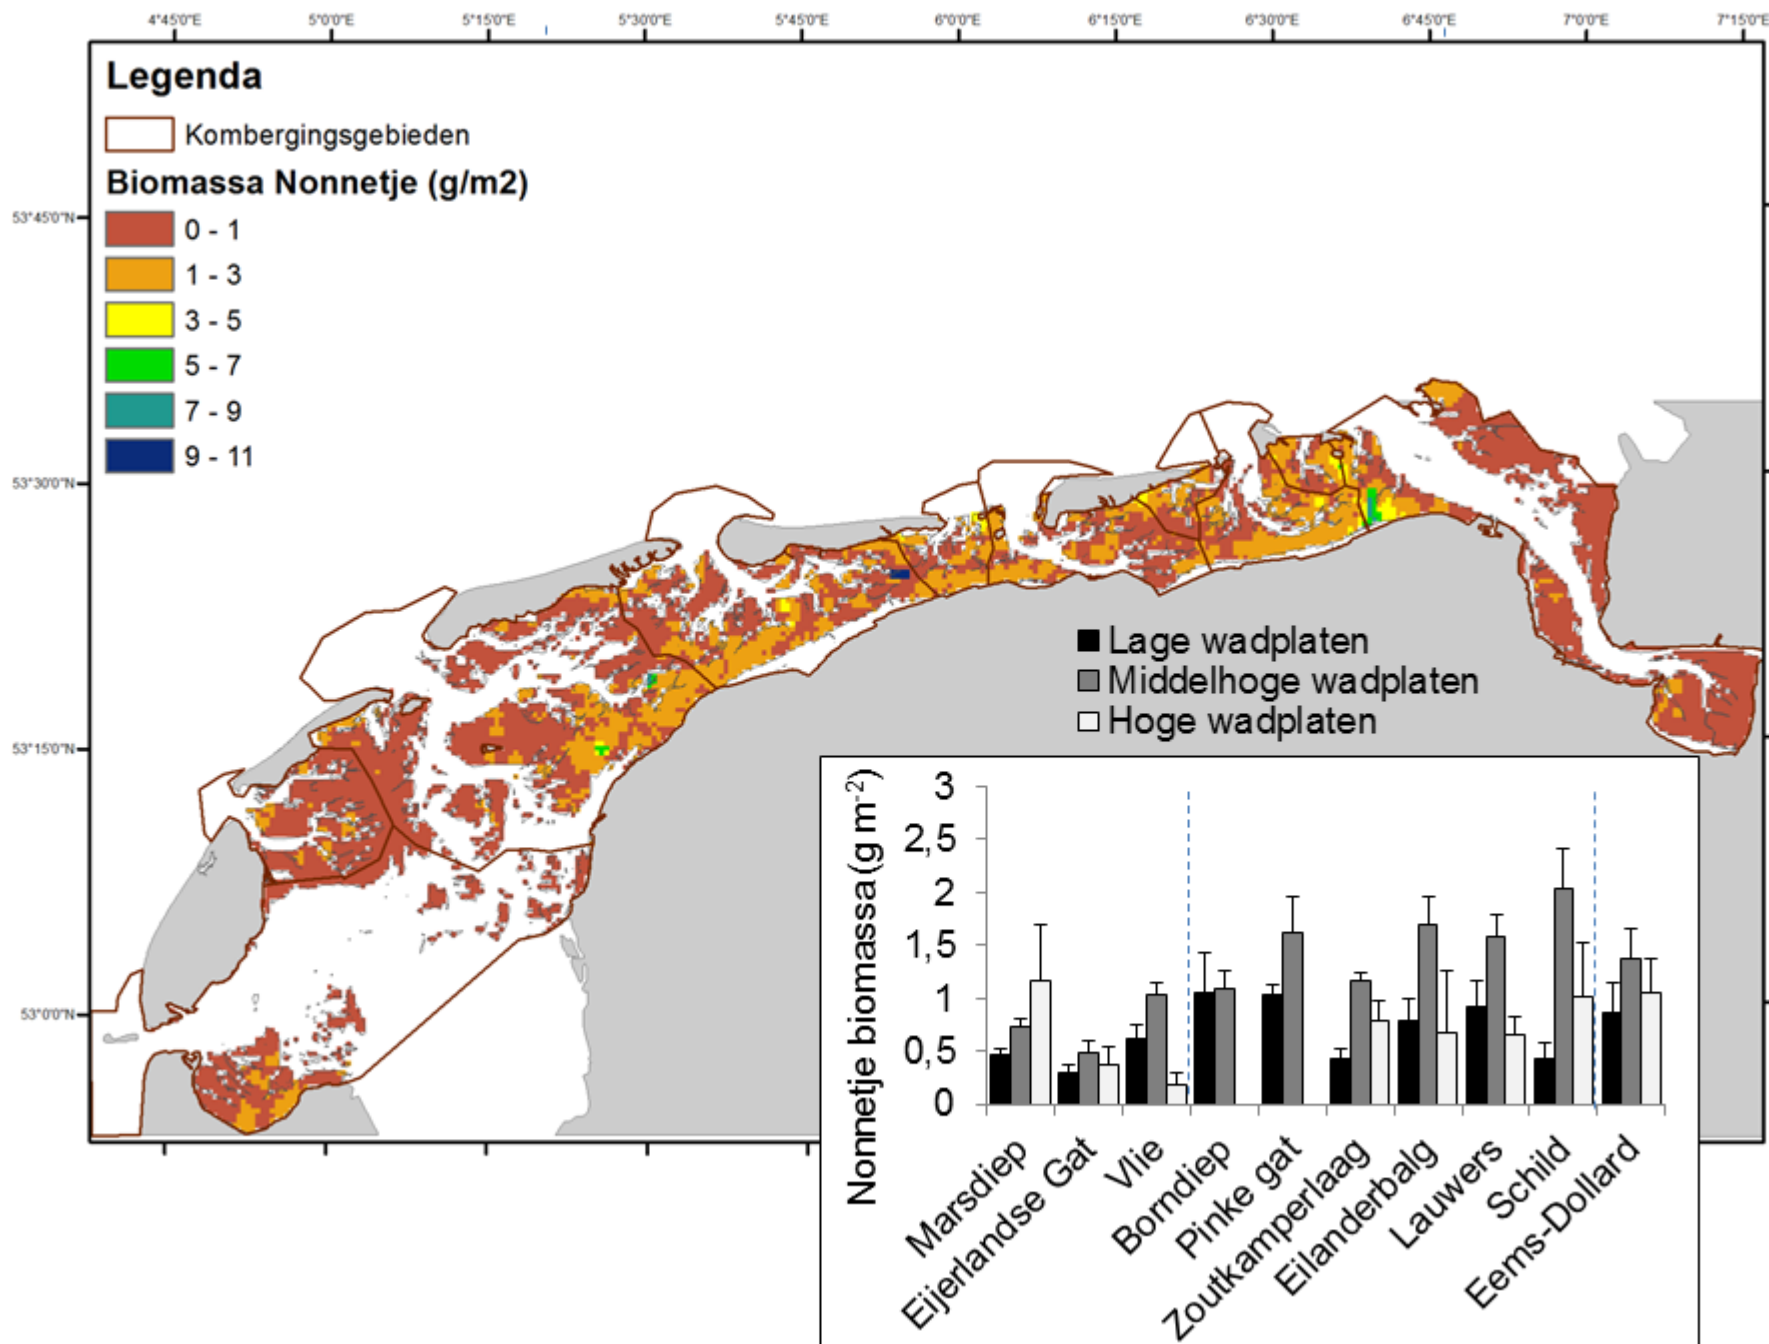 4°45'0"E 5°0'0"E 5°15'0"E 5°30'0"E 5°45'0"E 6°0'0"E 6°15'0"E 6°30'0"E 6°45'0"E 7°0'0"E 7°15'0"E
Legenda
Kombergingsgebieden
Biomassa Nonnetje (g/m2)
0 - 1
1 - 3
3 - 5
5 - 7
7 - 9
9 - 11
53°45'0"N
53°30'0"N
53°15'0"N
53°0'0"N
Lage wadplaten
Middelhoge wadplaten
Hoge wadplaten
Nonnetje biomassa (g m-2)
3
2,5
2
1,5
1
0,5
0
Marsdiep
Eijerlandse Gat
Vlie
Borndiep
Pinke gat
Zoutkamperlaag
Eilanderbalg
Lauwers
Schild
Eems-Dollard